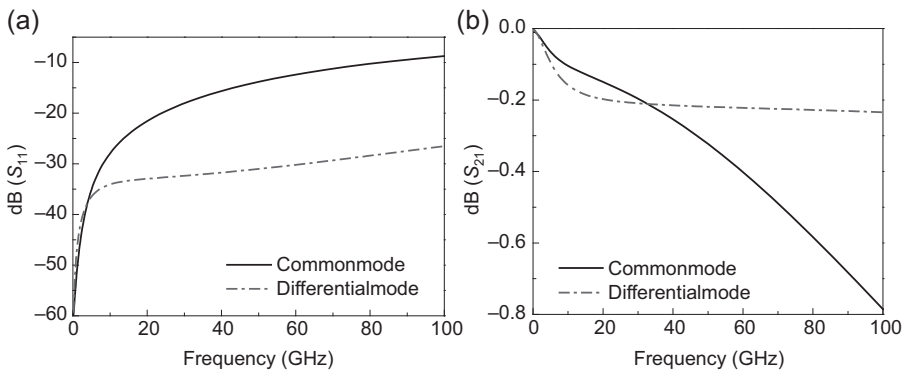 (a)
–10
–20
–30
–40
–50
–60
dB (S11)
0 20 40 60 80 100
Frequency (GHz)
Commonmode
Differentialmode
(b)
0.0
–0.2
–0.4
–0.6
–0.8
dB (S21)
0 20 40 60 80 100
Frequency (GHz)
Commonmode
Differentialmode